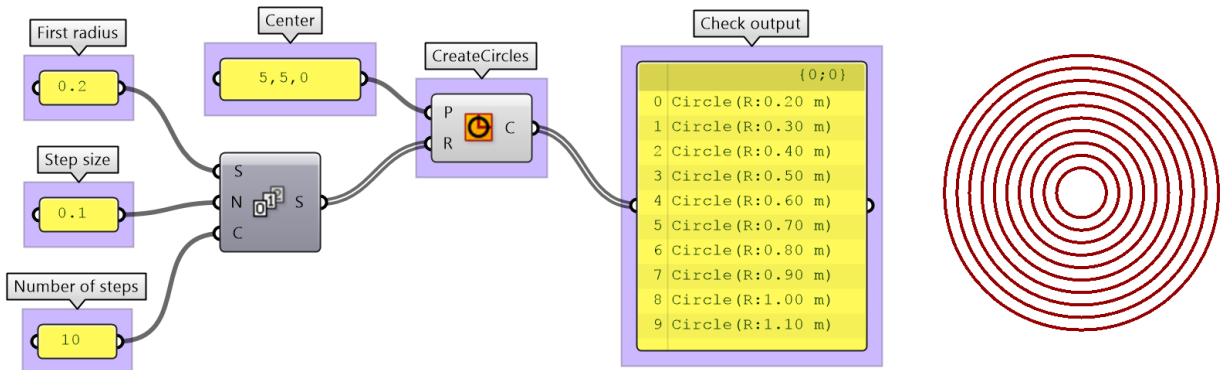 First radius
0.2
Step size
0.1
Number of steps
10
S
N
C
0 1 2
S
Center
5,5,0
CreateCircles
P
R
C
Check output
{0;0}
0 Circle(R:0.20 m)
1 Circle(R:0.30 m)
2 Circle(R:0.40 m)
3 Circle(R:0.50 m)
4 Circle(R:0.60 m)
5 Circle(R:0.70 m)
6 Circle(R:0.80 m)
7 Circle(R:0.90 m)
8 Circle(R:1.00 m)
9 Circle(R:1.10 m)